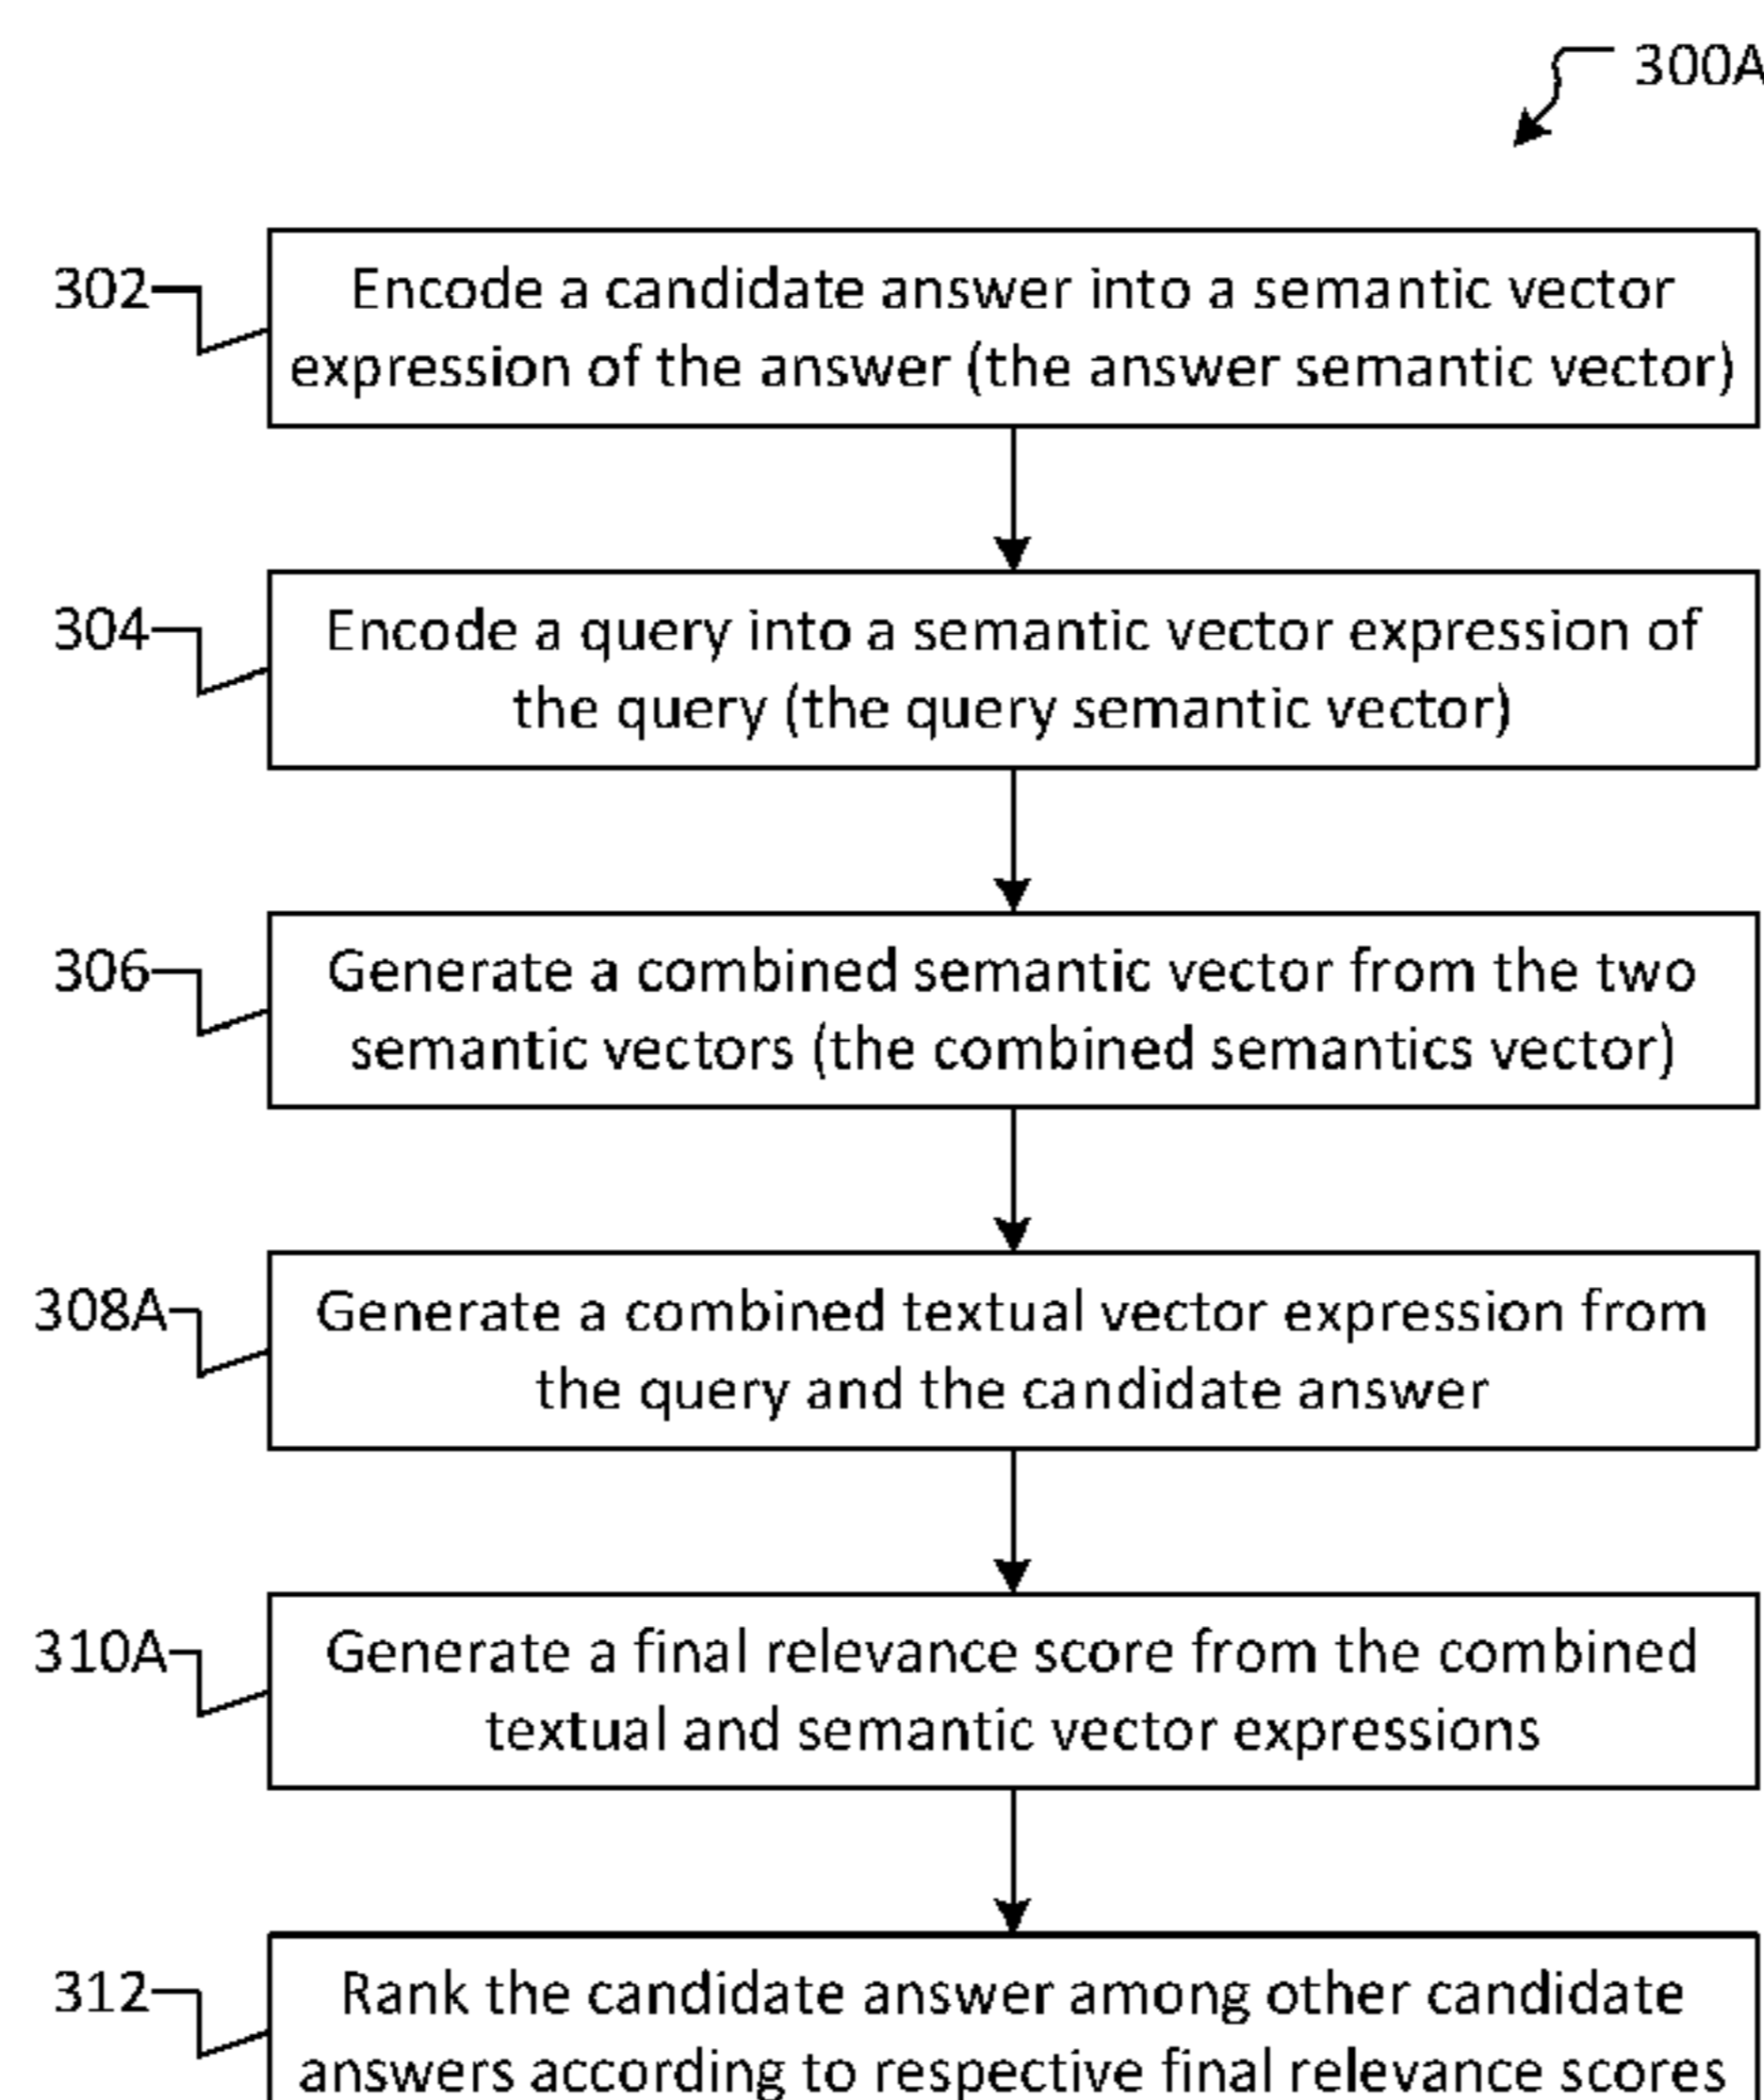 300A
302
Encode a candidate answer into a semantic vector
expression of the answer (the answer semantic vector)
304
Encode a query into a semantic vector expression of
the query (the query semantic vector)
306
Generate a combined semantic vector from the two
semantic vectors (the combined semantics vector)
308A
Generate a combined textual vector expression from
the query and the candidate answer
310A
Generate a final relevance score from the combined
textual and semantic vector expressions
312
Rank the candidate answer among other candidate
answers according to respective final relevance scores